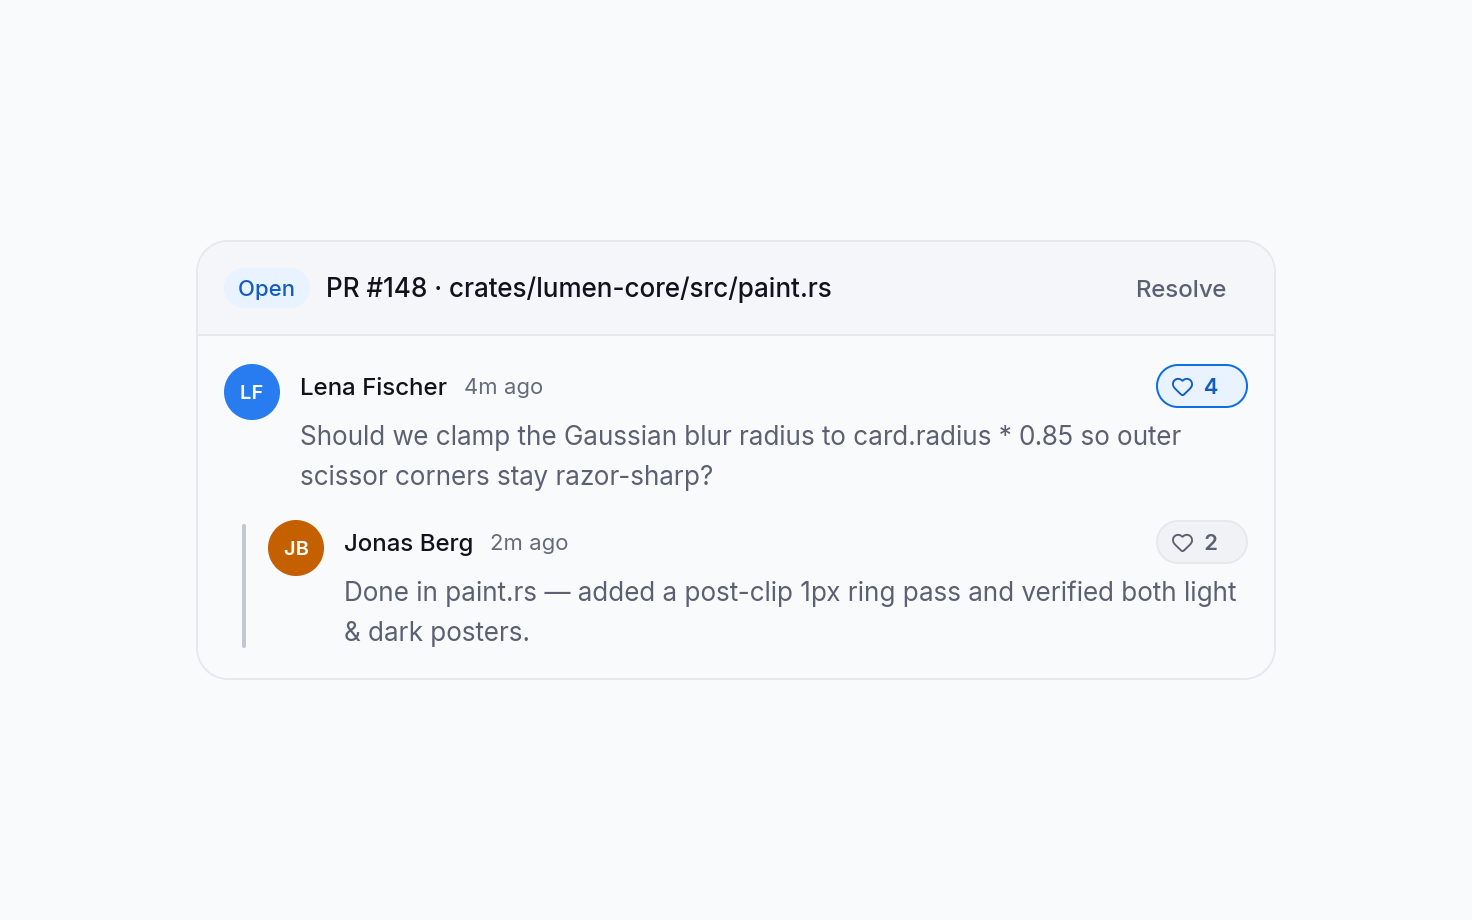 Open PR #148 · crates/lumen-core/src/paint.rs Resolve
LF Lena Fischer 4m ago 4
Should we clamp the Gaussian blur radius to card.radius * 0.85 so outer
scissor corners stay razor-sharp?
JB Jonas Berg 2m ago 2
Done in paint.rs — added a post-clip 1px ring pass and verified both light
& dark posters.